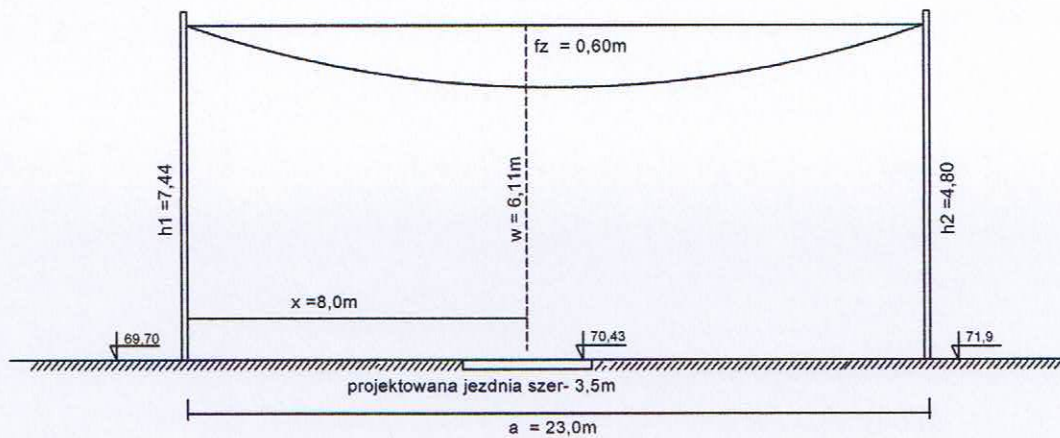 fz = 0,60m
h1 =7,44
w = 6,11m
h2 =4,80
x =8,0m
69,70
70,43
71,9
projektowana jezdnia szer- 3,5m
a = 23,0m